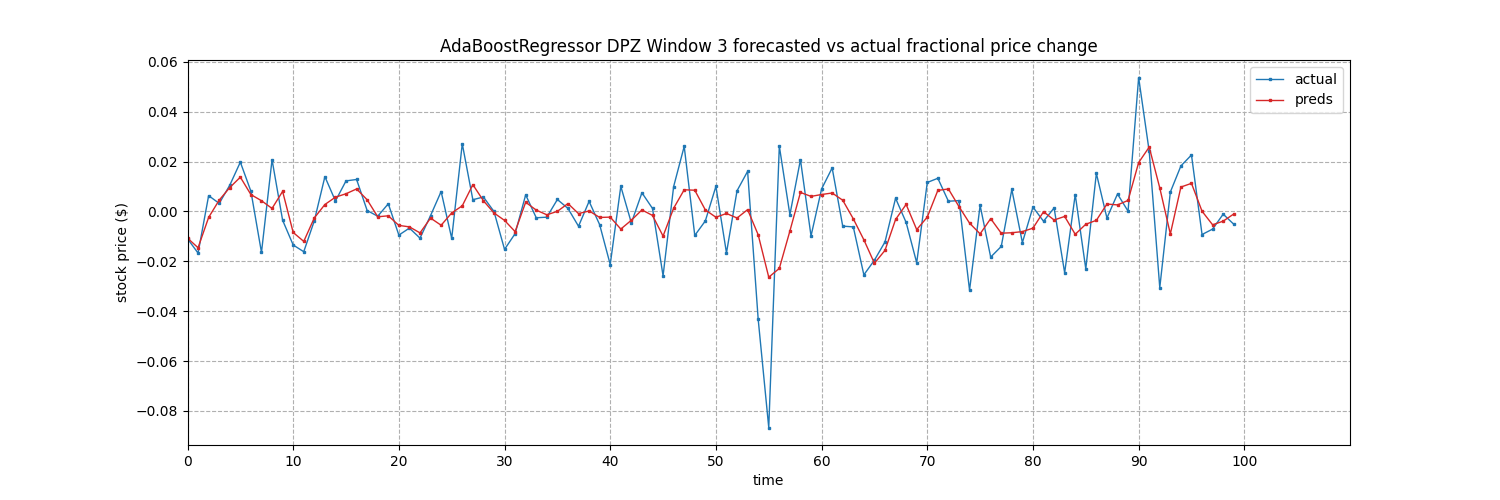 AdaBoostRegressor DPZ Window 3 forecasted vs actual fractional price change
actual
preds
0.06
0.04
0.02
0.00
−0.02
−0.04
−0.06
−0.08
stock price ($)
0 10 20 30 40 50 60 70 80 90 100
time